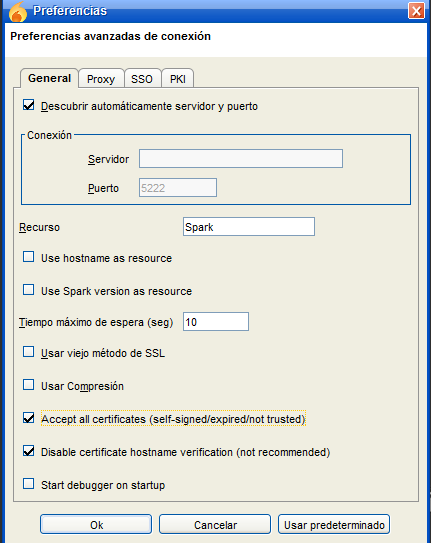 Preferencias
Preferencias avanzadas de conexión
General Proxy SSO PKI
Descubrir automáticamente servidor y puerto
Conexión
Servidor
Puerto 5222
Recurso Spark
Use hostname as resource
Use Spark version as resource
Tiempo máximo de espera (seg) 10
Usar viejo método de SSL
Usar Compresión
Accept all certificates (self-signed/expired/not trusted)
Disable certificate hostname verification (not recommended)
Start debugger on startup
Ok Cancelar Usar predeterminado